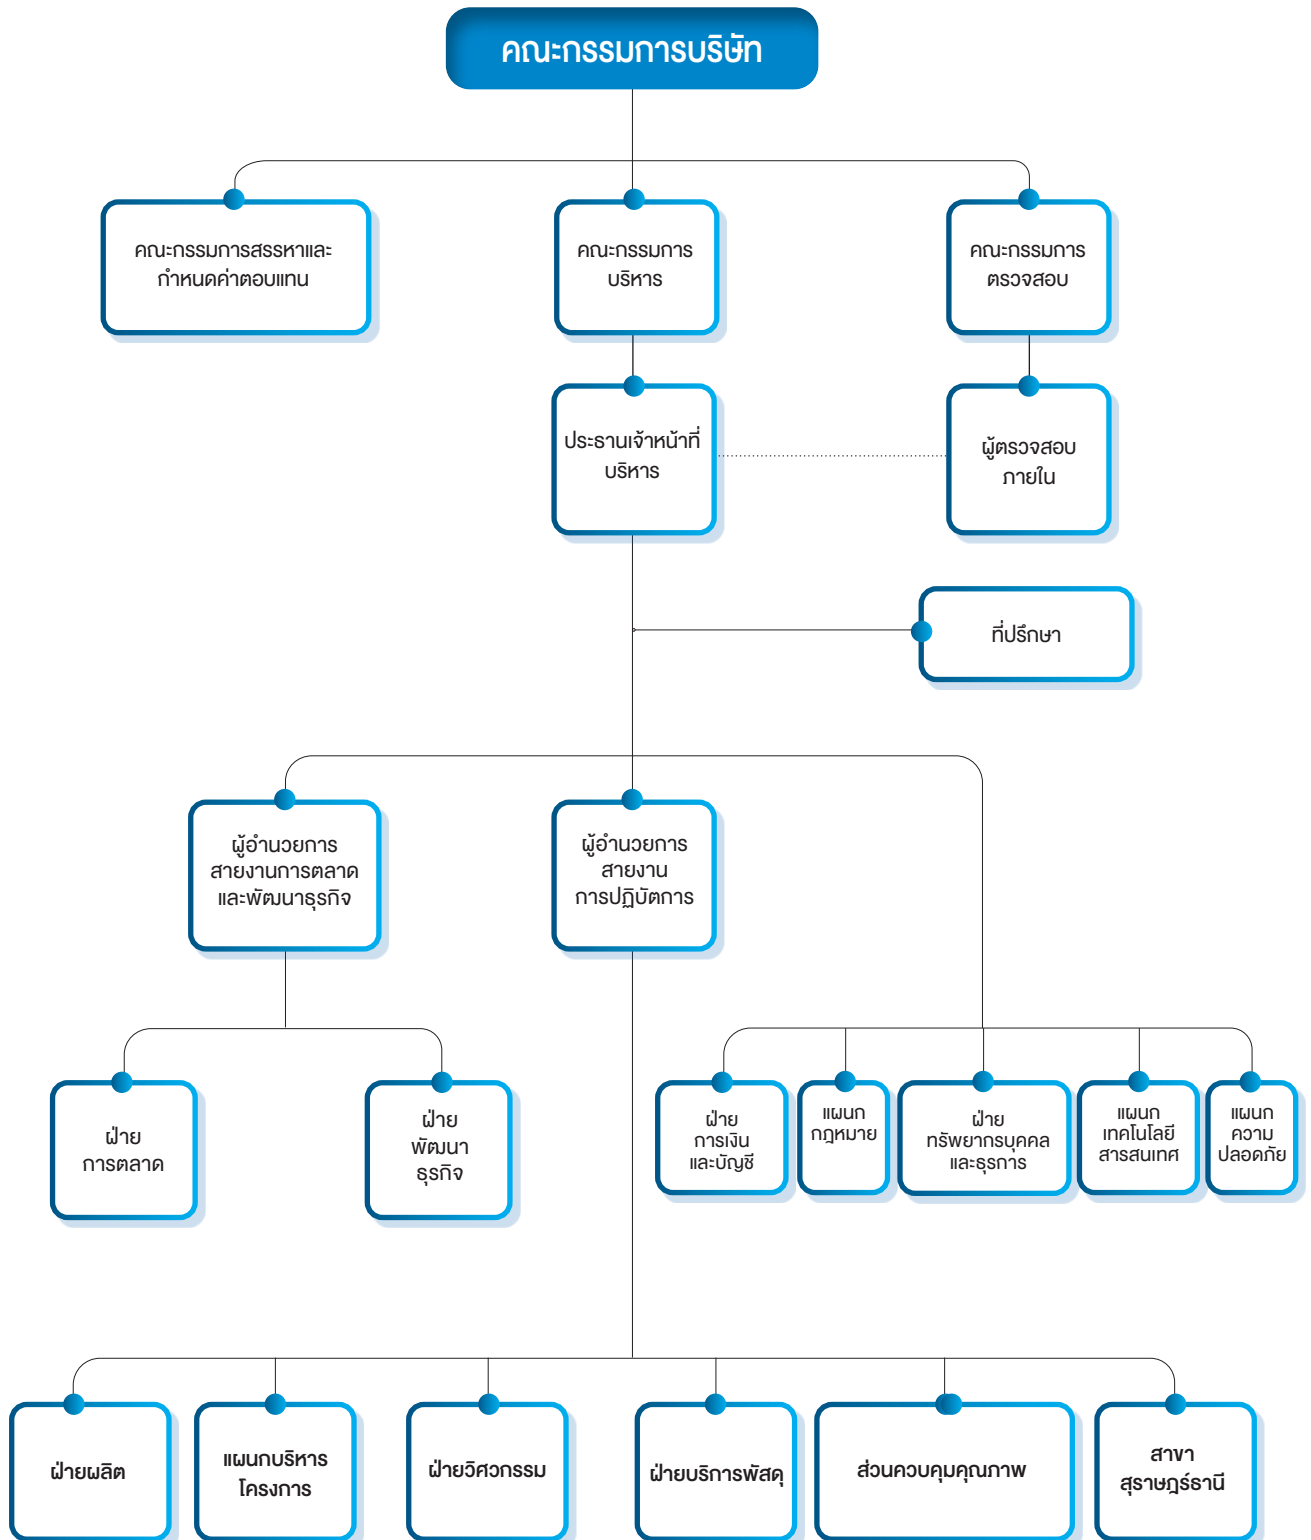 คณะกรรมการบริษัท
คณะกรรมการสรรหาและ
กำหนดค่าตอบแทน
คณะกรรมการ
บริหาร
คณะกรรมการ
ตรวจสอบ
ประธานเจ้าหน้าที่
บริหาร
ผู้ตรวจสอบ
ภายใน
ที่ปรึกษา
ผู้อำนวยการ
สายงานการตลาด
และพัฒนาธุรกิจ
ผู้อำนวยการ
สายงาน
การปฏิบัตการ
ฝ่าย
การตลาด
ฝ่าย
พัฒนา
ธุรกิจ
ฝ่าย
การเงิน
และบัญชี
แผนก
กฎหมาย
ฝ่าย
ทรัพยากรบุคคล
และธุรการ
แผนก
เทคโนโลยี
สารสนเทศ
แผนก
ความ
ปลอดภัย
ฝ่ายผลิต
แผนกบริหาร
โครงการ
ฝ่ายวิศวกรรม
ฝ่ายบริการพัสดุ
ส่วนควบคุมคุณภาพ
สาขา
สุราษฎร์ธานี